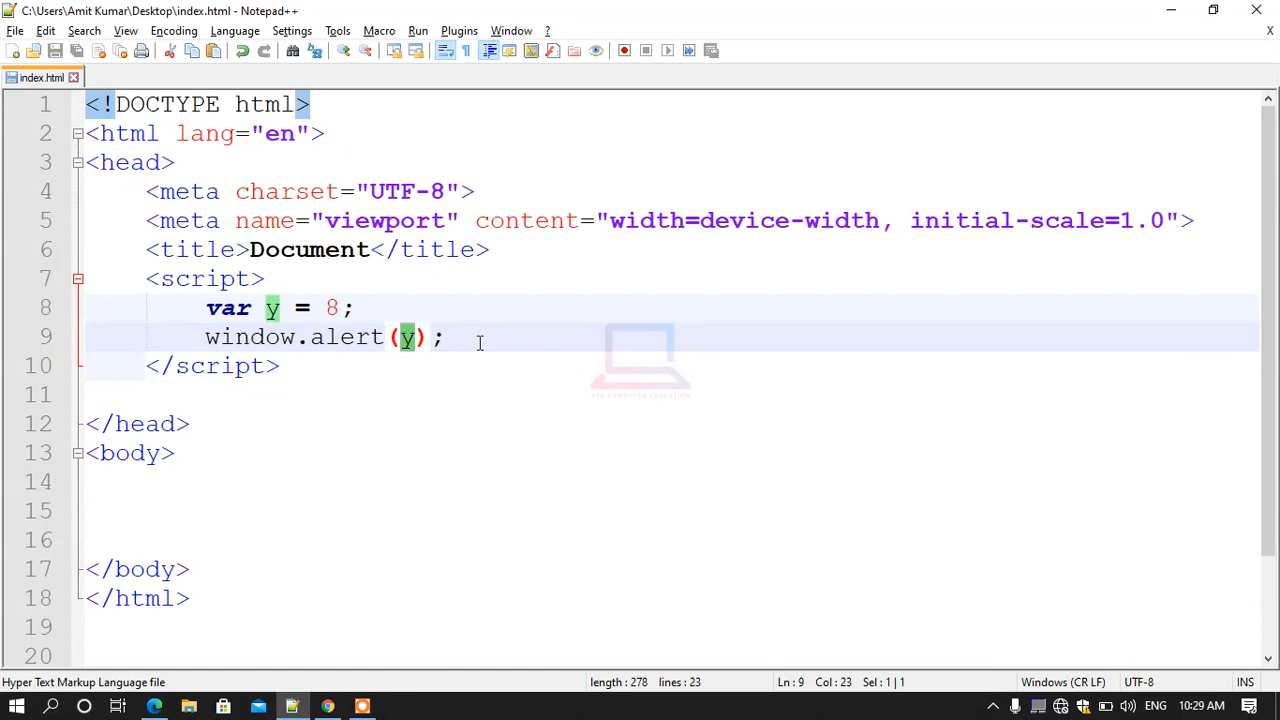 C:\Users\Amit Kumar\Desktop\index.html - Notepad++
File Edit Search View Encoding Language Settings Tools Macro Run Plugins Window ? X
index.html
1 <!DOCTYPE html>
2 <html lang="en">
3 <head>
4 <meta charset="UTF-8">
5 <meta name="viewport" content="width=device-width, initial-scale=1.0">
6 <title>Document</title>
7 <script>
8 var y = 8;
9 window.alert(y);
10 </script>
11
12 </head>
13 <body>
14
15
16
17 </body>
18 </html>
19
20
Hyper Text Markup Language file length : 278 lines : 23 Ln : 9 Col : 23 Sel : 1 | 1 Windows (CR LF) UTF-8 INS
ENG 10:29 AM